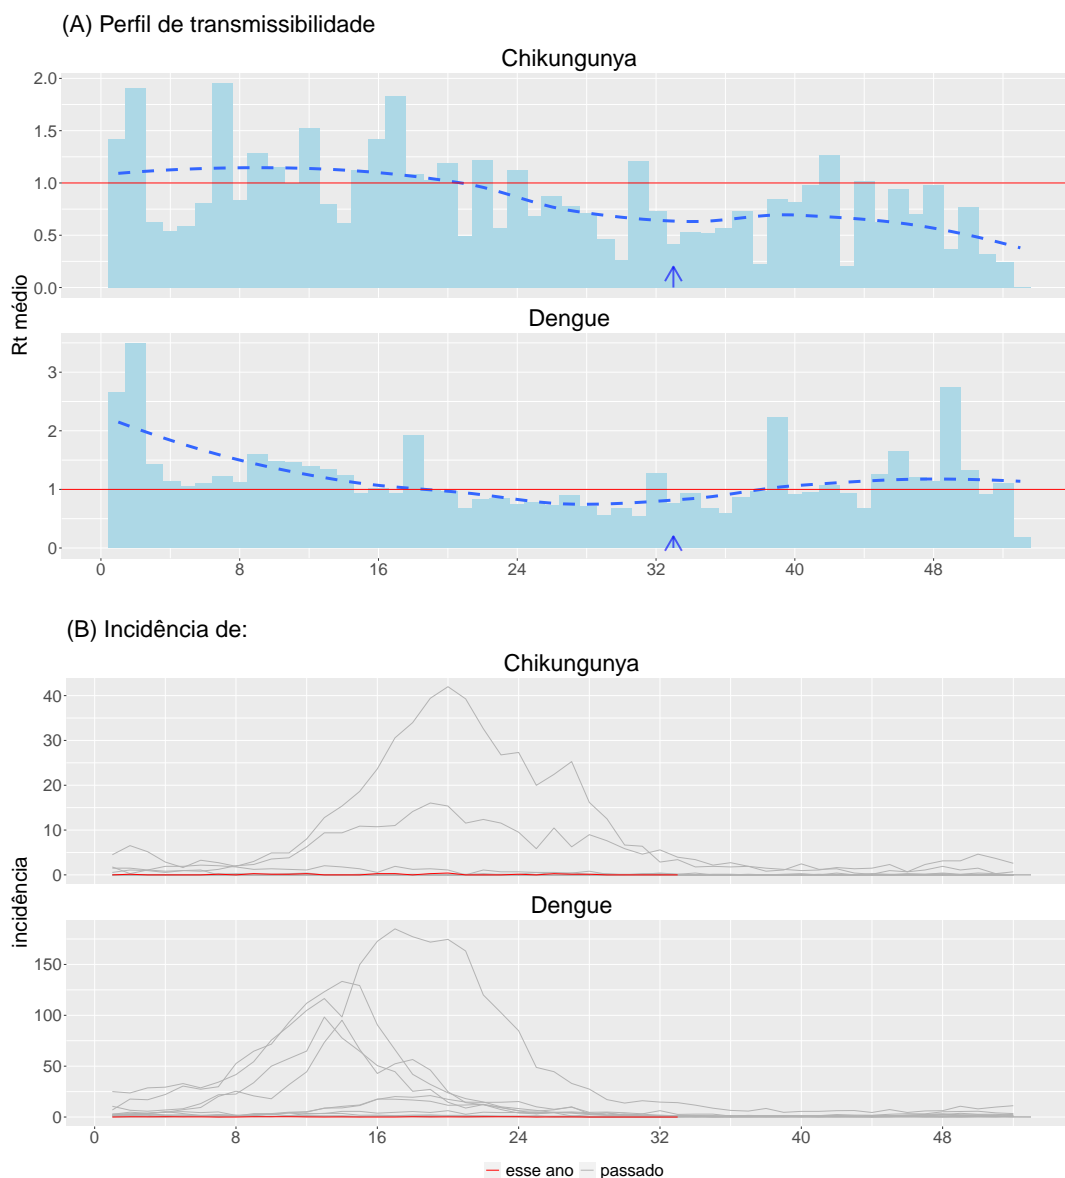 (A) Perfil de transmissibilidade
Chikungunya
2.0
1.5
1.0
0.5
0.0
Rt médio
Dengue
3
2
1
0
0 8 16 24 32 40 48
(B) Incidência de:
Chikungunya
40
30
20
10
0
incidência
Dengue
150
100
50
0
0 8 16 24 32 40 48
esse ano passado